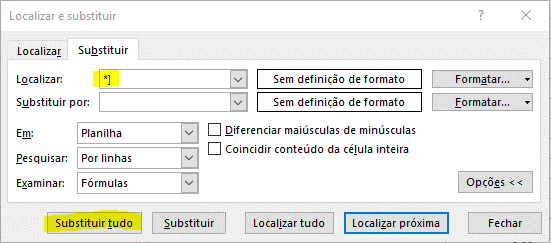 Localizar e substituir
Localizar
Substituir
Localizar: *]
Sem definição de formato
Formatar...
Substituir por:
Sem definição de formato
Formatar...
Em: Planilha
Diferenciar maiúsculas de minúsculas
Pesquisar: Por linhas
Coincidir conteúdo da célula inteira
Examinar: Fórmulas
Opções <<
Substituir tudo
Substituir
Localizar tudo
Localizar próxima
Fechar